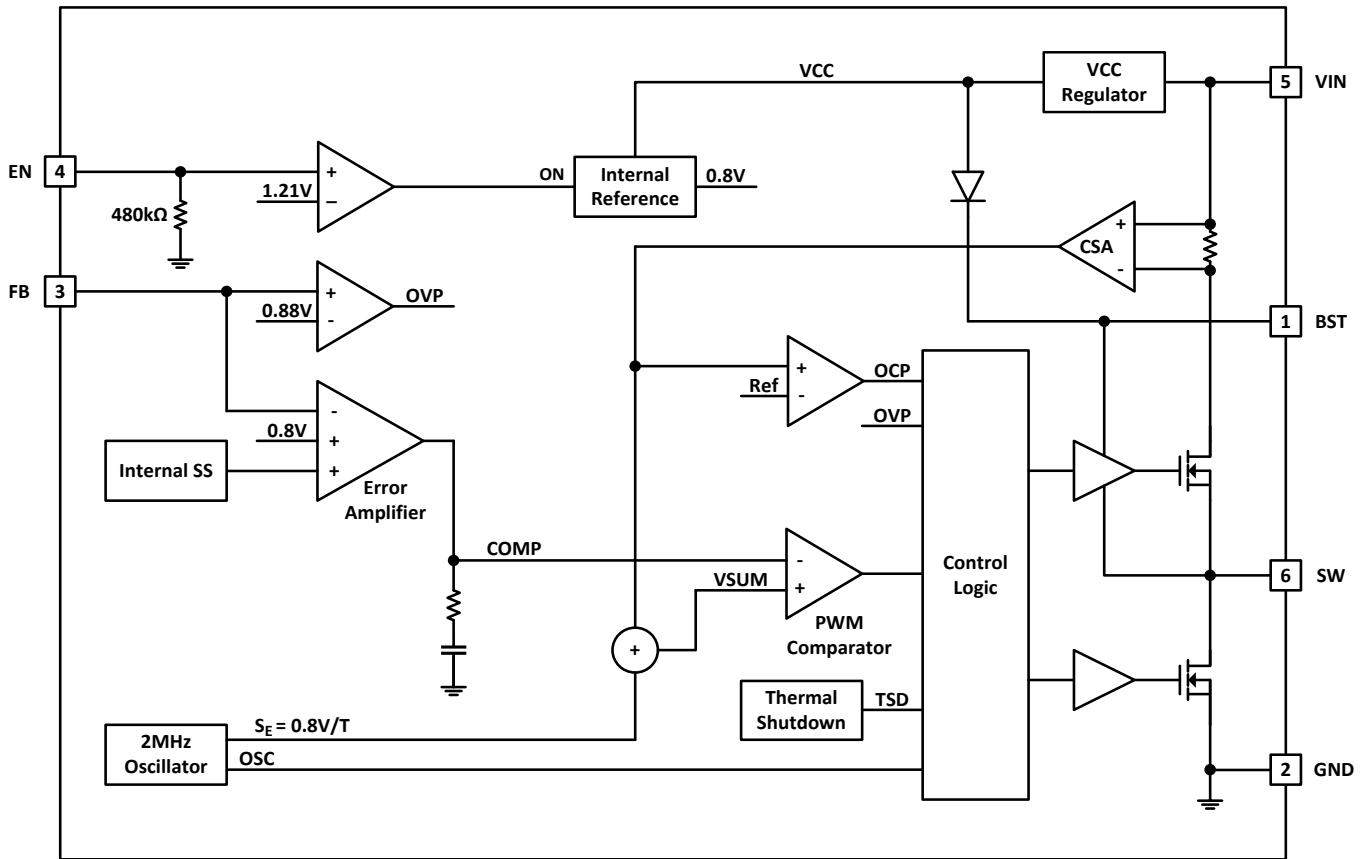 VCC
VCC
Regulator
5
VIN
EN
4
+
1.21V
−
480kΩ
ON
Internal
Reference
0.8V
+
CSA
-
FB
3
+
0.88V
-
OVP
1
BST
+
Ref
-
OCP
OVP
-
0.8V
+
+
Internal SS
Error
Amplifier
COMP
-
VSUM
+
PWM
Comparator
Control
Logic
6
SW
+
Thermal
Shutdown
TSD
2MHz
Oscillator
SE = 0.8V/T
OSC
2
GND